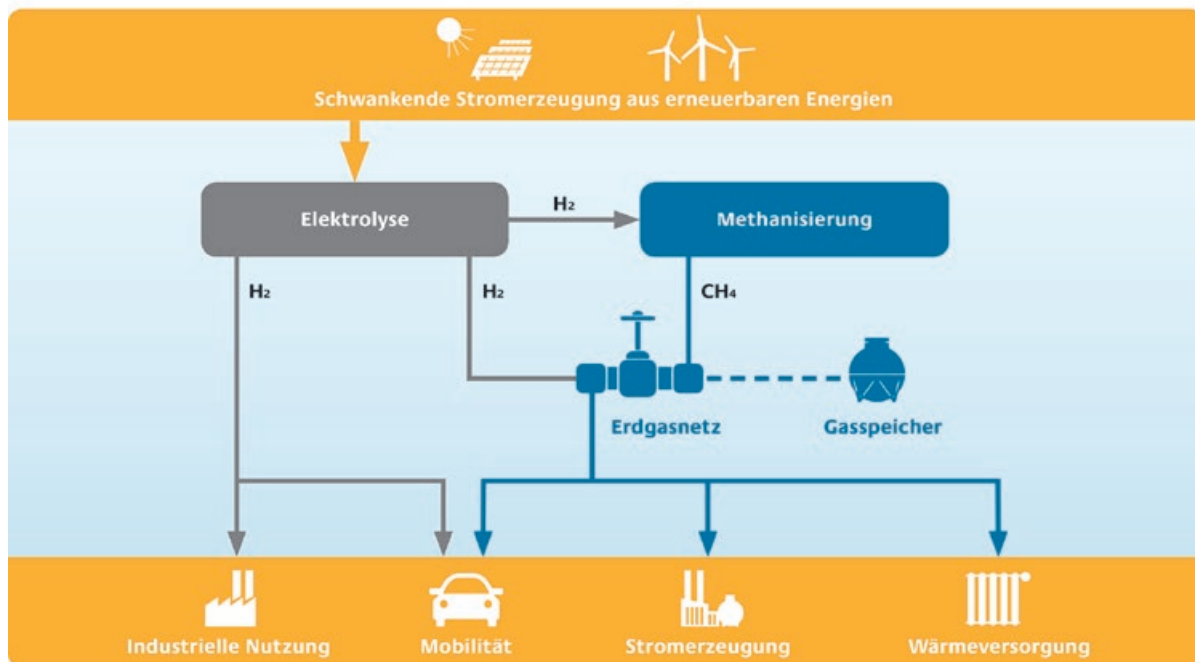 Schwankende Stromerzeugung aus erneuerbaren Energien
Elektrolyse
H₂
Methanisierung
H₂
H₂
CH₄
Erdgasnetz
Gasspeicher
Industrielle Nutzung
Mobilität
Stromerzeugung
Wärmeversorgung